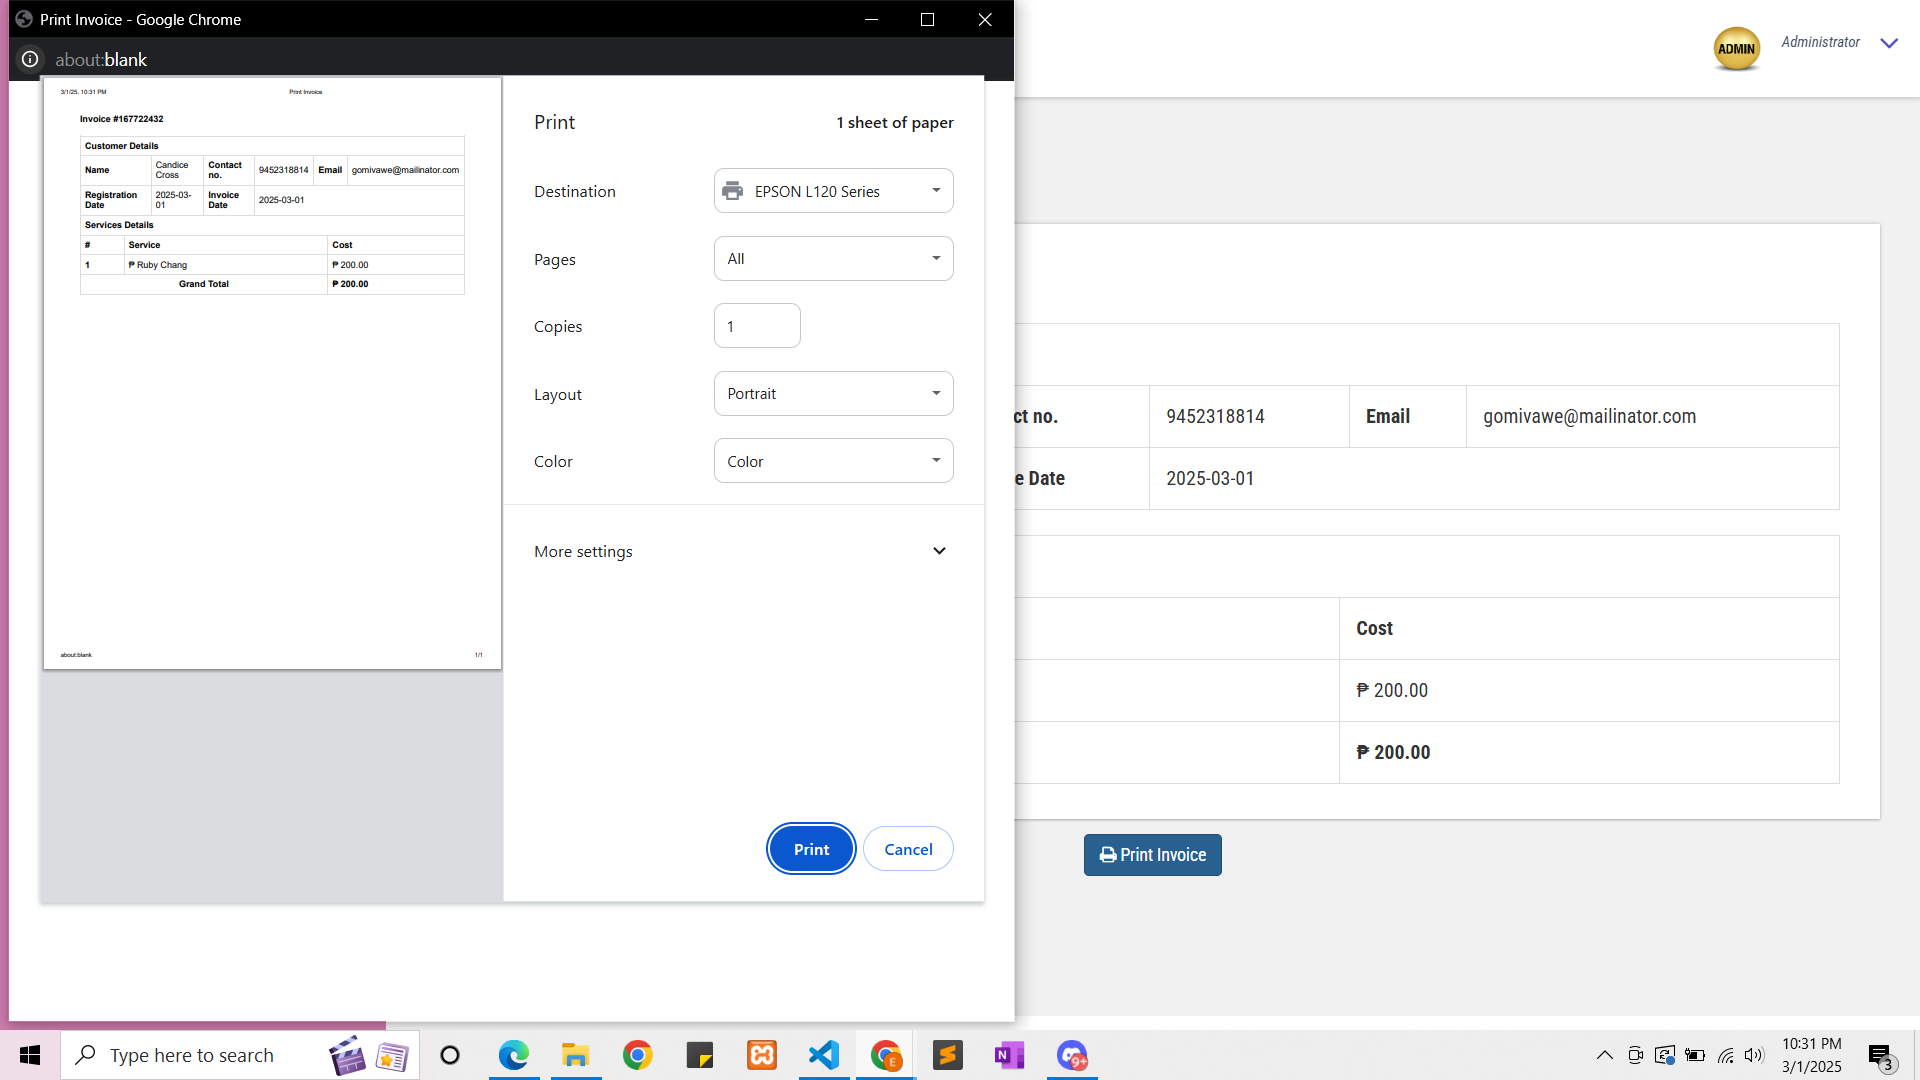 Print Invoice - Google Chrome
about:blank
3/1/25, 10:31 PM
Print Invoice
Invoice #167722432
Customer Details
Name Candice Cross Contact no. 9452318814 Email gomivawe@mailinator.com
Registration Date 2025-03-01 Invoice Date 2025-03-01
Services Details
# Service Cost
1 ₱ Ruby Chang ₱ 200.00
Grand Total ₱ 200.00
about:blank
1/1
Print
1 sheet of paper
Destination EPSON L120 Series
Pages All
Copies 1
Layout Portrait
Color Color
More settings
Print Cancel
ADMIN
Administrator
ct no. 9452318814 Email gomivawe@mailinator.com
e Date 2025-03-01
Cost
₱ 200.00
₱ 200.00
Print Invoice
Type here to search
E
N
9+
10:31 PM
3/1/2025
3